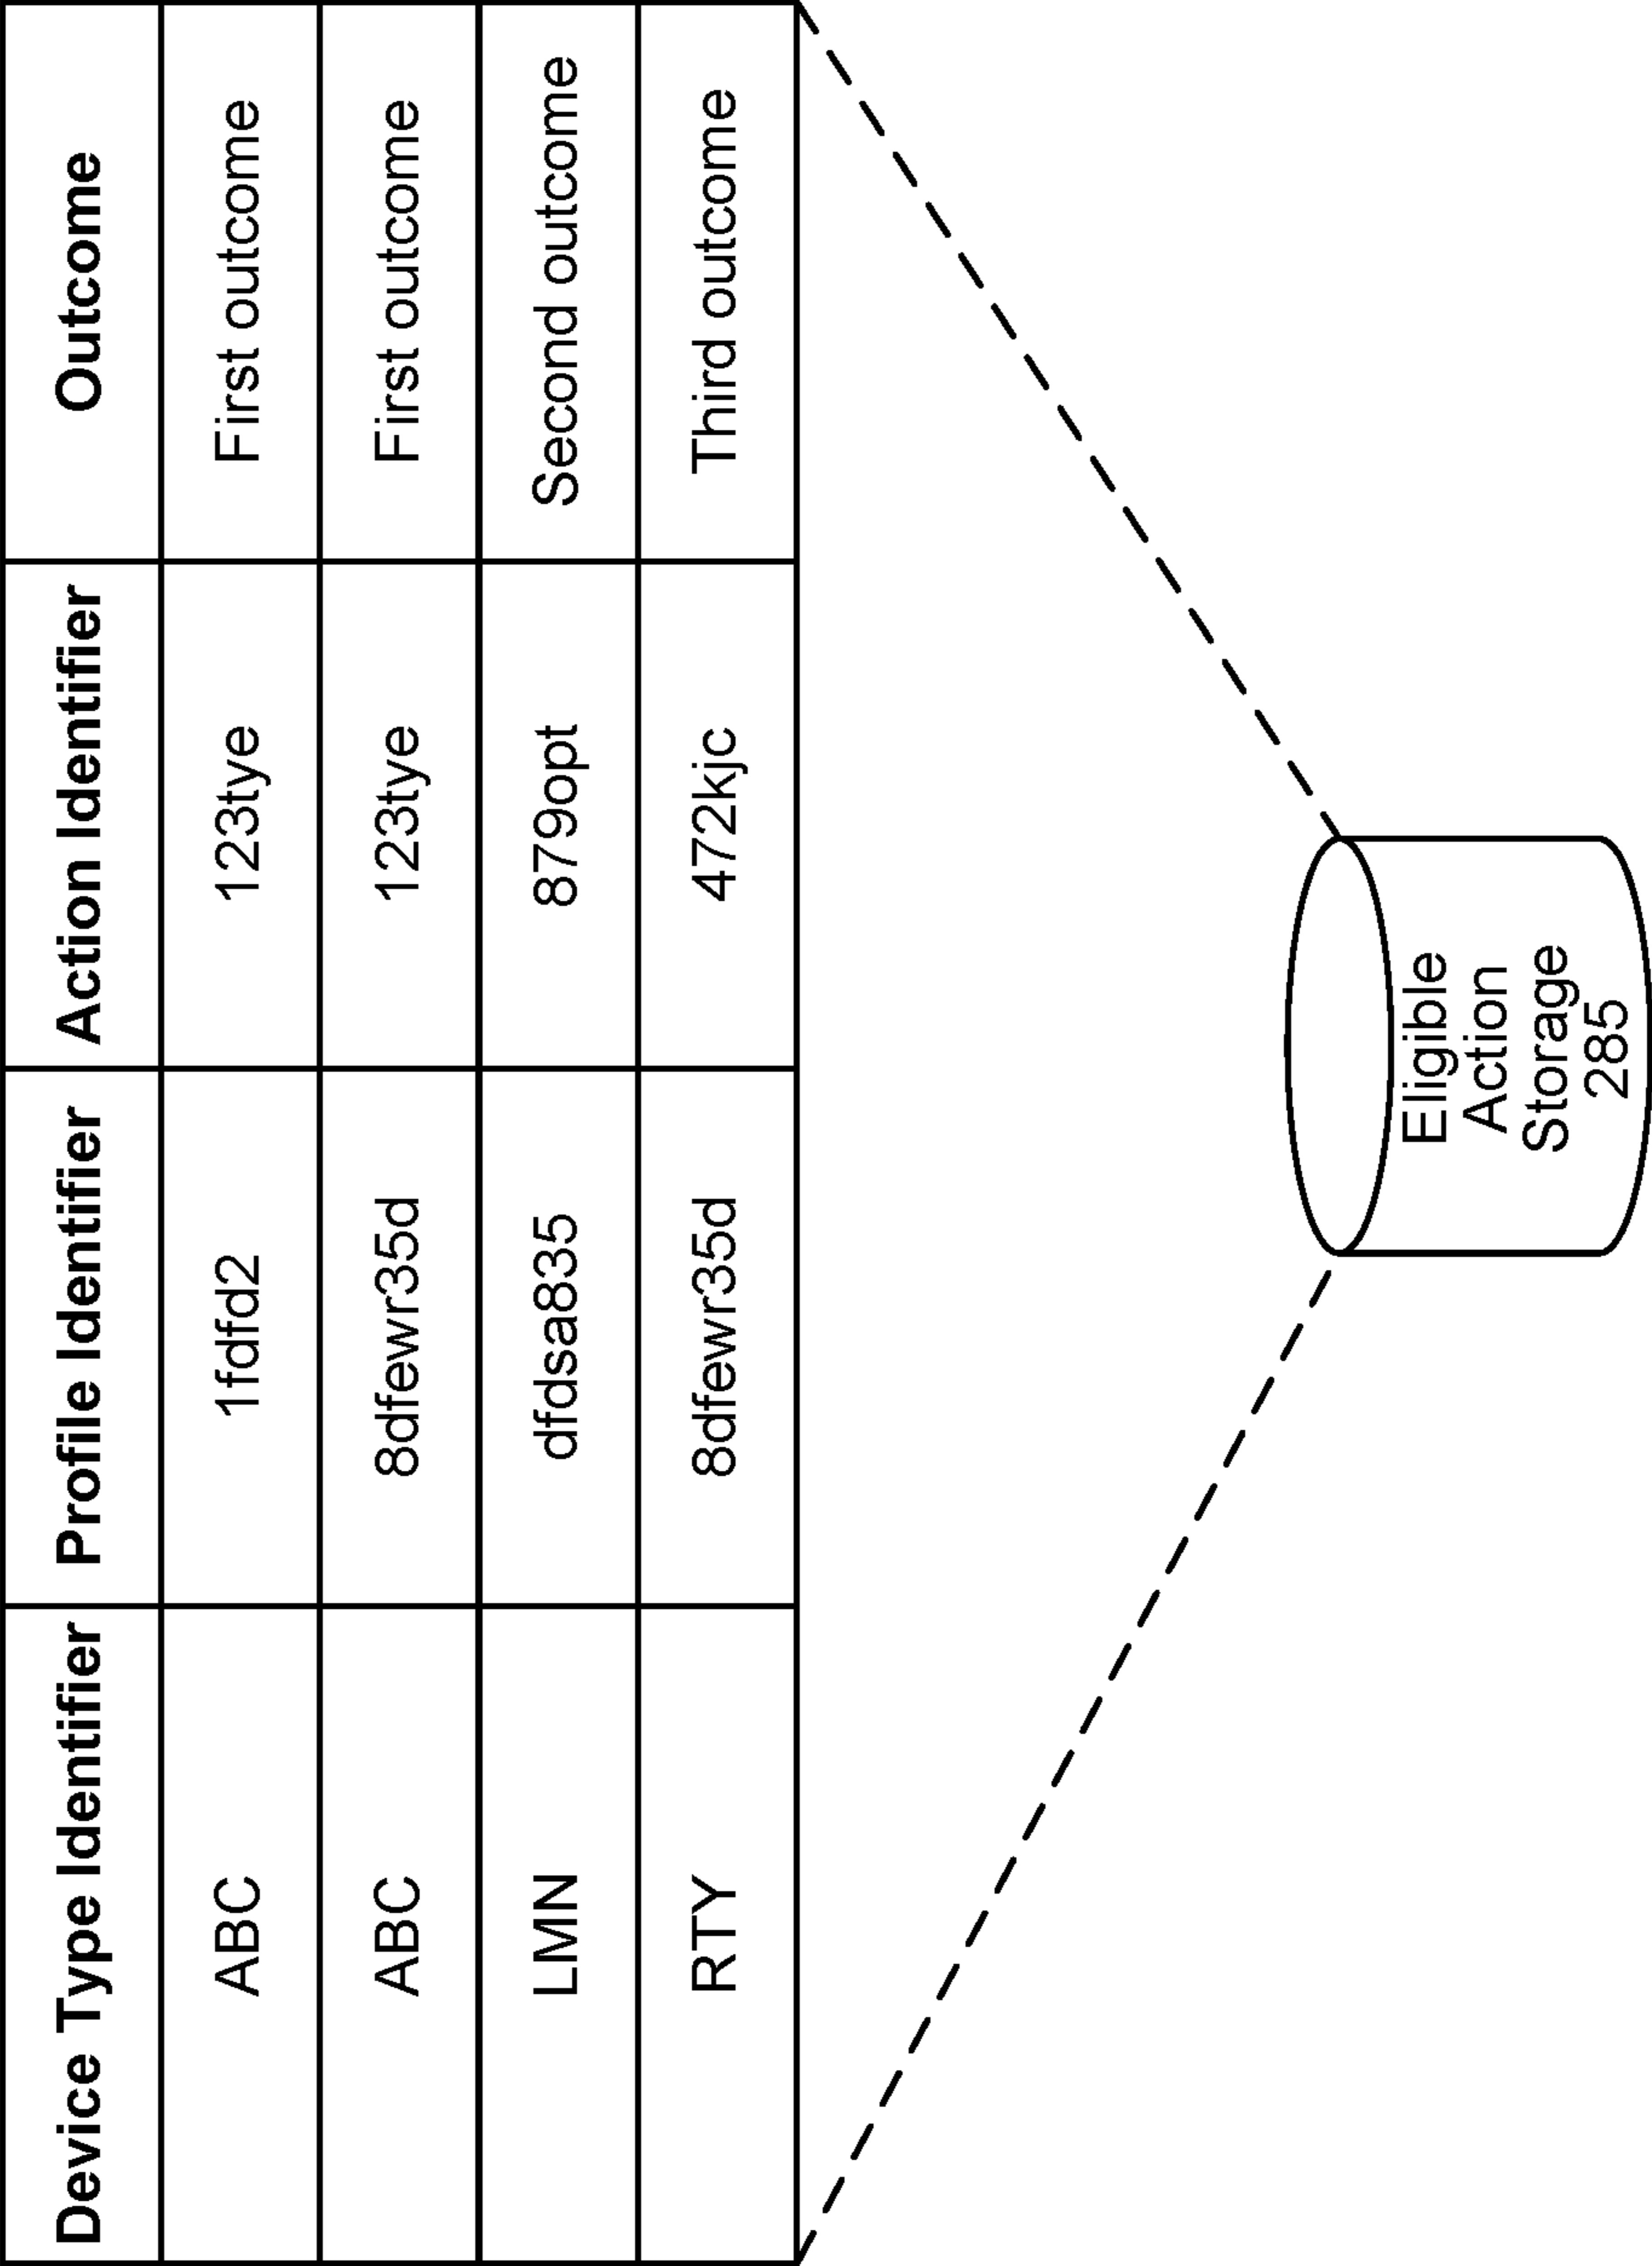 Device Type Identifier Profile Identifier Action Identifier Outcome
ABC 1fdfd2 123tye First outcome
ABC 8dfewr35d 123tye First outcome
LMN dfdsa835 879opt Second outcome
RTY 8dfewr35d 472kjc Third outcome
Eligible
Action
Storage
285